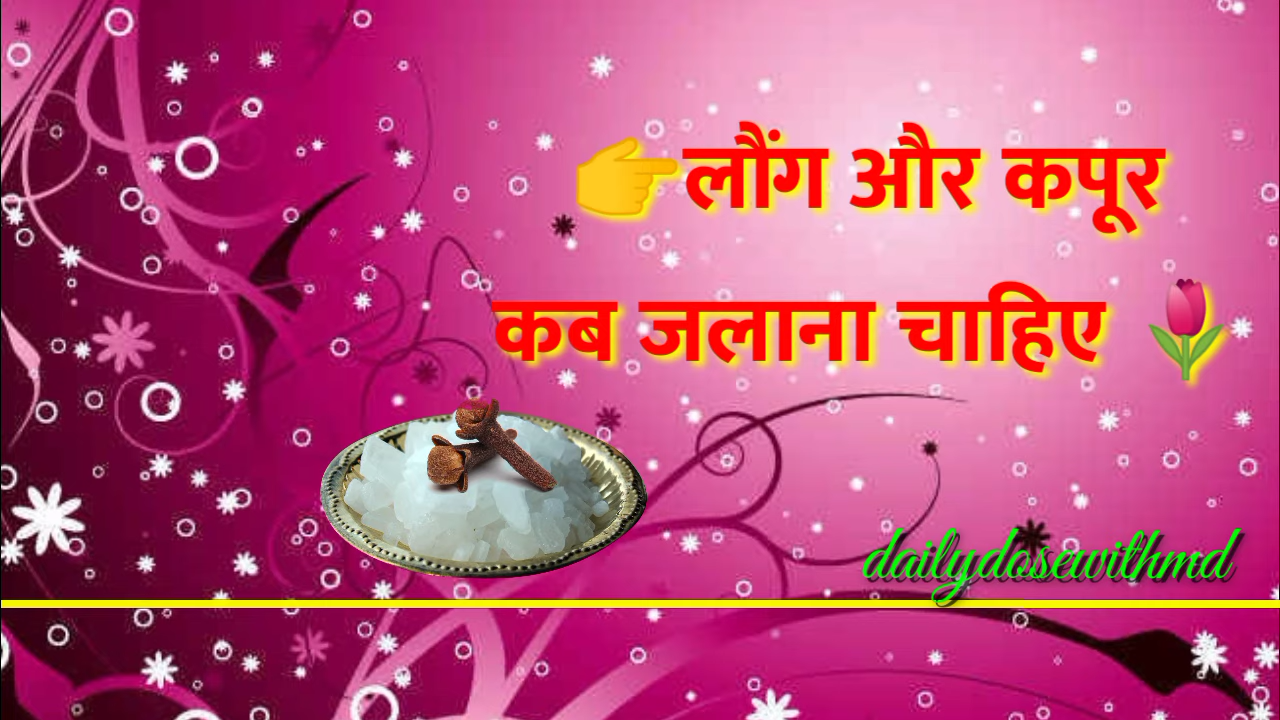 👉लौंग और कपूर
कब जलाना चाहिए 🌷
dailydosewithmd